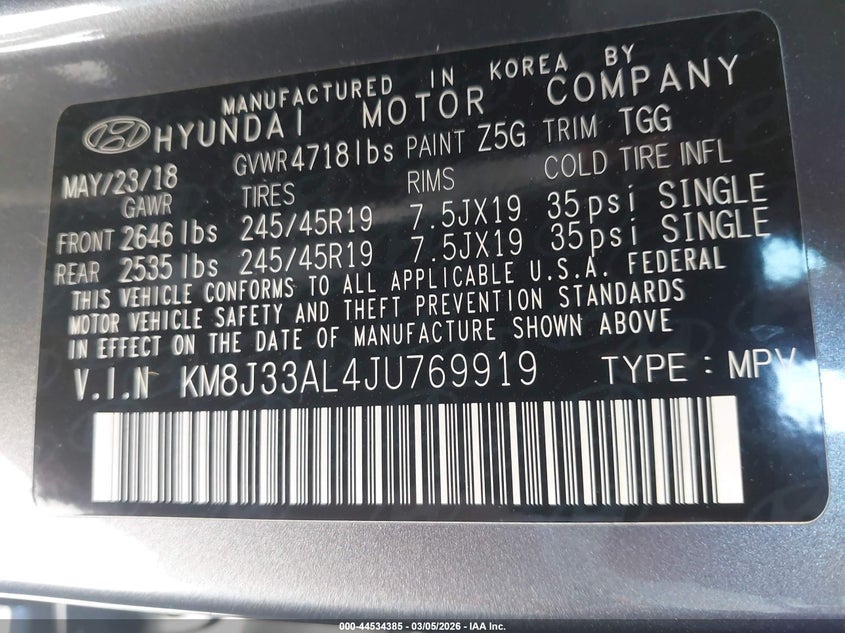 MANUFACTURED IN KOREA BY
HYUNDAI MOTOR COMPANY
MAY/23/18 GVWR 4718lbs PAINT Z5G TRIM TGG
GAWR TIRES RIMS COLD TIRE INFL
FRONT 2646 lbs 245/45R19 7.5JX19 35psi SINGLE
REAR 2535 lbs 245/45R19 7.5JX19 35psi SINGLE
THIS VEHICLE CONFORMS TO ALL APPLICABLE U.S.A. FEDERAL
MOTOR VEHICLE SAFETY AND THEFT PREVENTION STANDARDS
IN EFFECT ON THE DATE OF MANUFACTURE SHOWN ABOVE
V.I.N KM8J33AL4JU769919 TYPE : MPV
000-44534385 - 03/05/2026 - IAA Inc.